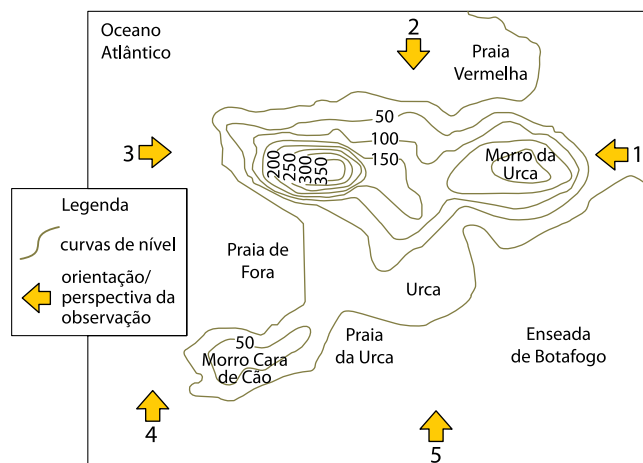 Oceano
Atlântico
2
Praia
Vermelha
50
100
150
200
250
300
350
Morro da
Urca
1
3
Legenda
curvas de nível
orientação/
perspectiva da
observação
Praia de
Fora
Urca
50
Morro Cara
de Cão
Praia
da Urca
Enseada
de Botafogo
4
5